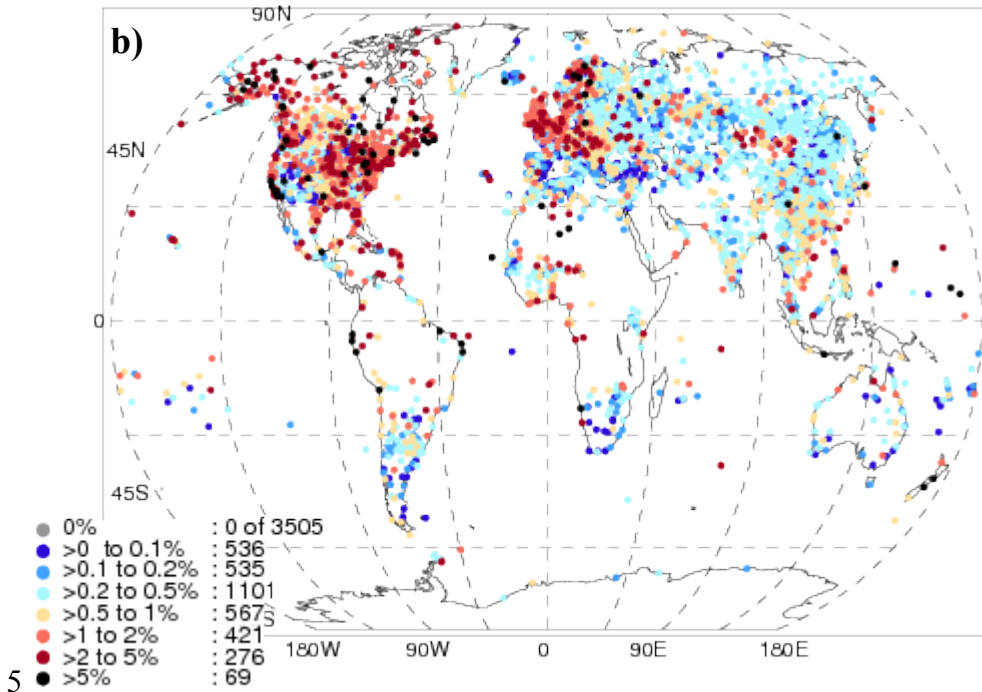 90N
b)
45N
0
45S
0% : 0 of 3505
>0 to 0.1% : 536
>0.1 to 0.2% : 535
>0.2 to 0.5% : 1101
>0.5 to 1% : 567
S
>1 to 2% : 421
180W 90W 0 90E 180E
>2 to 5% : 276
5 >5% : 69